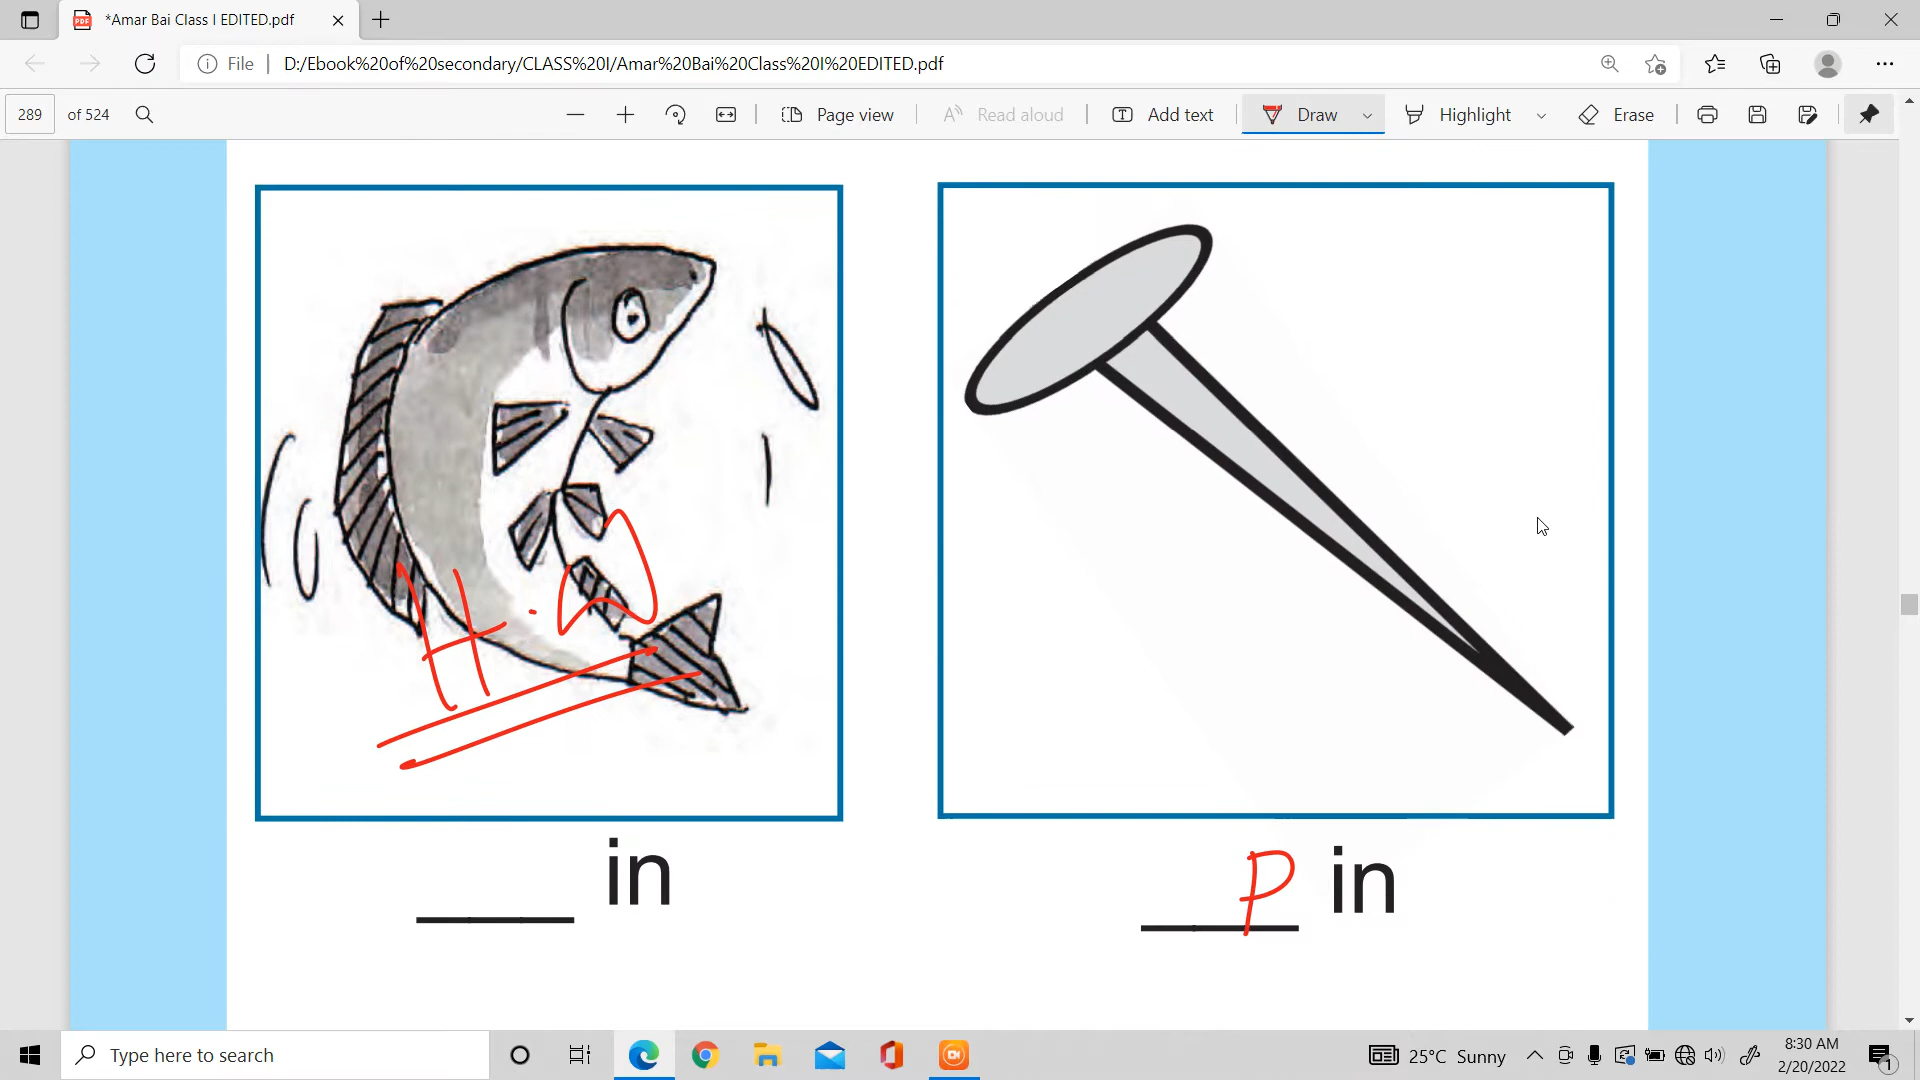 *Amar Bai Class I EDITED.pdf
File D:/Ebook%20of%20secondary/CLASS%20I/Amar%20Bai%20Class%20I%20EDITED.pdf
289 of 524 Page view Read aloud Add text Draw Highlight Erase
____ in
P in
Type here to search
25°C Sunny
8:30 AM
2/20/2022
1